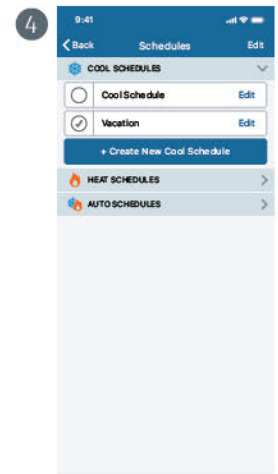 4
9:41
Back Schedules Edit
COOL SCHEDULES
Cool Schedule Edit
Vacation Edit
+ Create New Cool Schedule
HEAT SCHEDULES
AUTO SCHEDULES